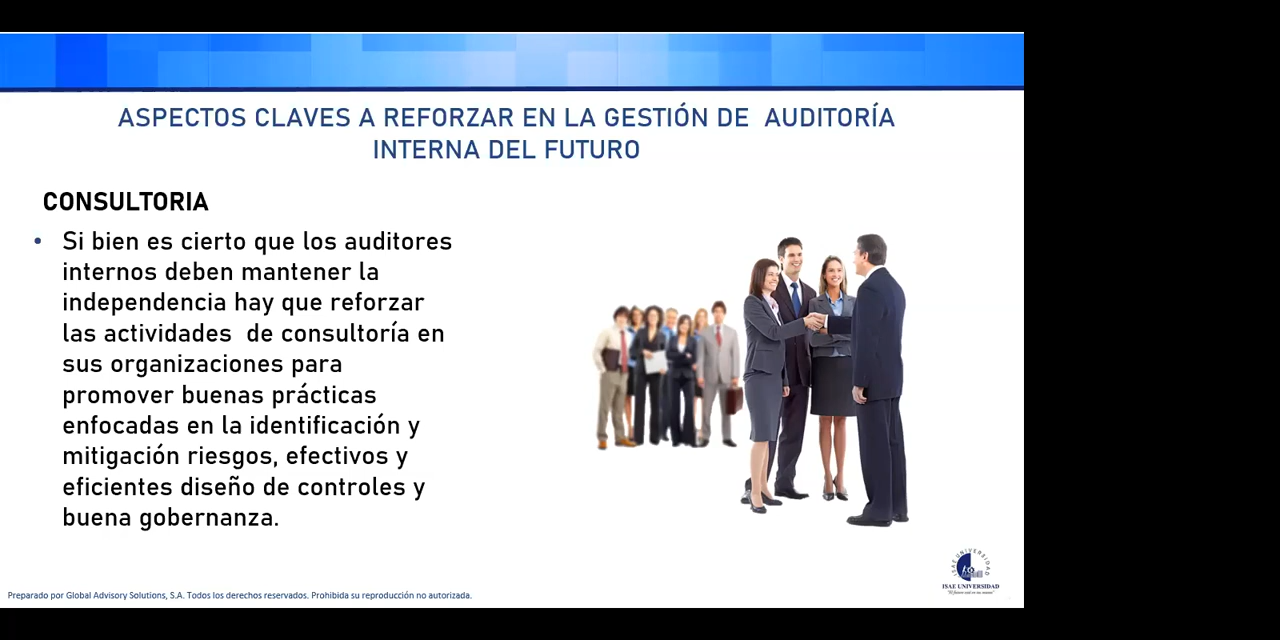 ASPECTOS CLAVES A REFORZAR EN LA GESTIÓN DE  AUDITORÍA
INTERNA DEL FUTURO
CONSULTORIA
• Si bien es cierto que los auditores
internos deben mantener la
independencia hay que reforzar
las actividades  de consultoría en
sus organizaciones para
promover buenas prácticas
enfocadas en la identificación y
mitigación riesgos, efectivos y
eficientes diseño de controles y
buena gobernanza.
ISAE UNIVERSIDAD
ISAE UNIVERSIDAD
Preparado por Global Advisory Solutions, S.A. Todos los derechos reservados. Prohibida su reproducción no autorizada.